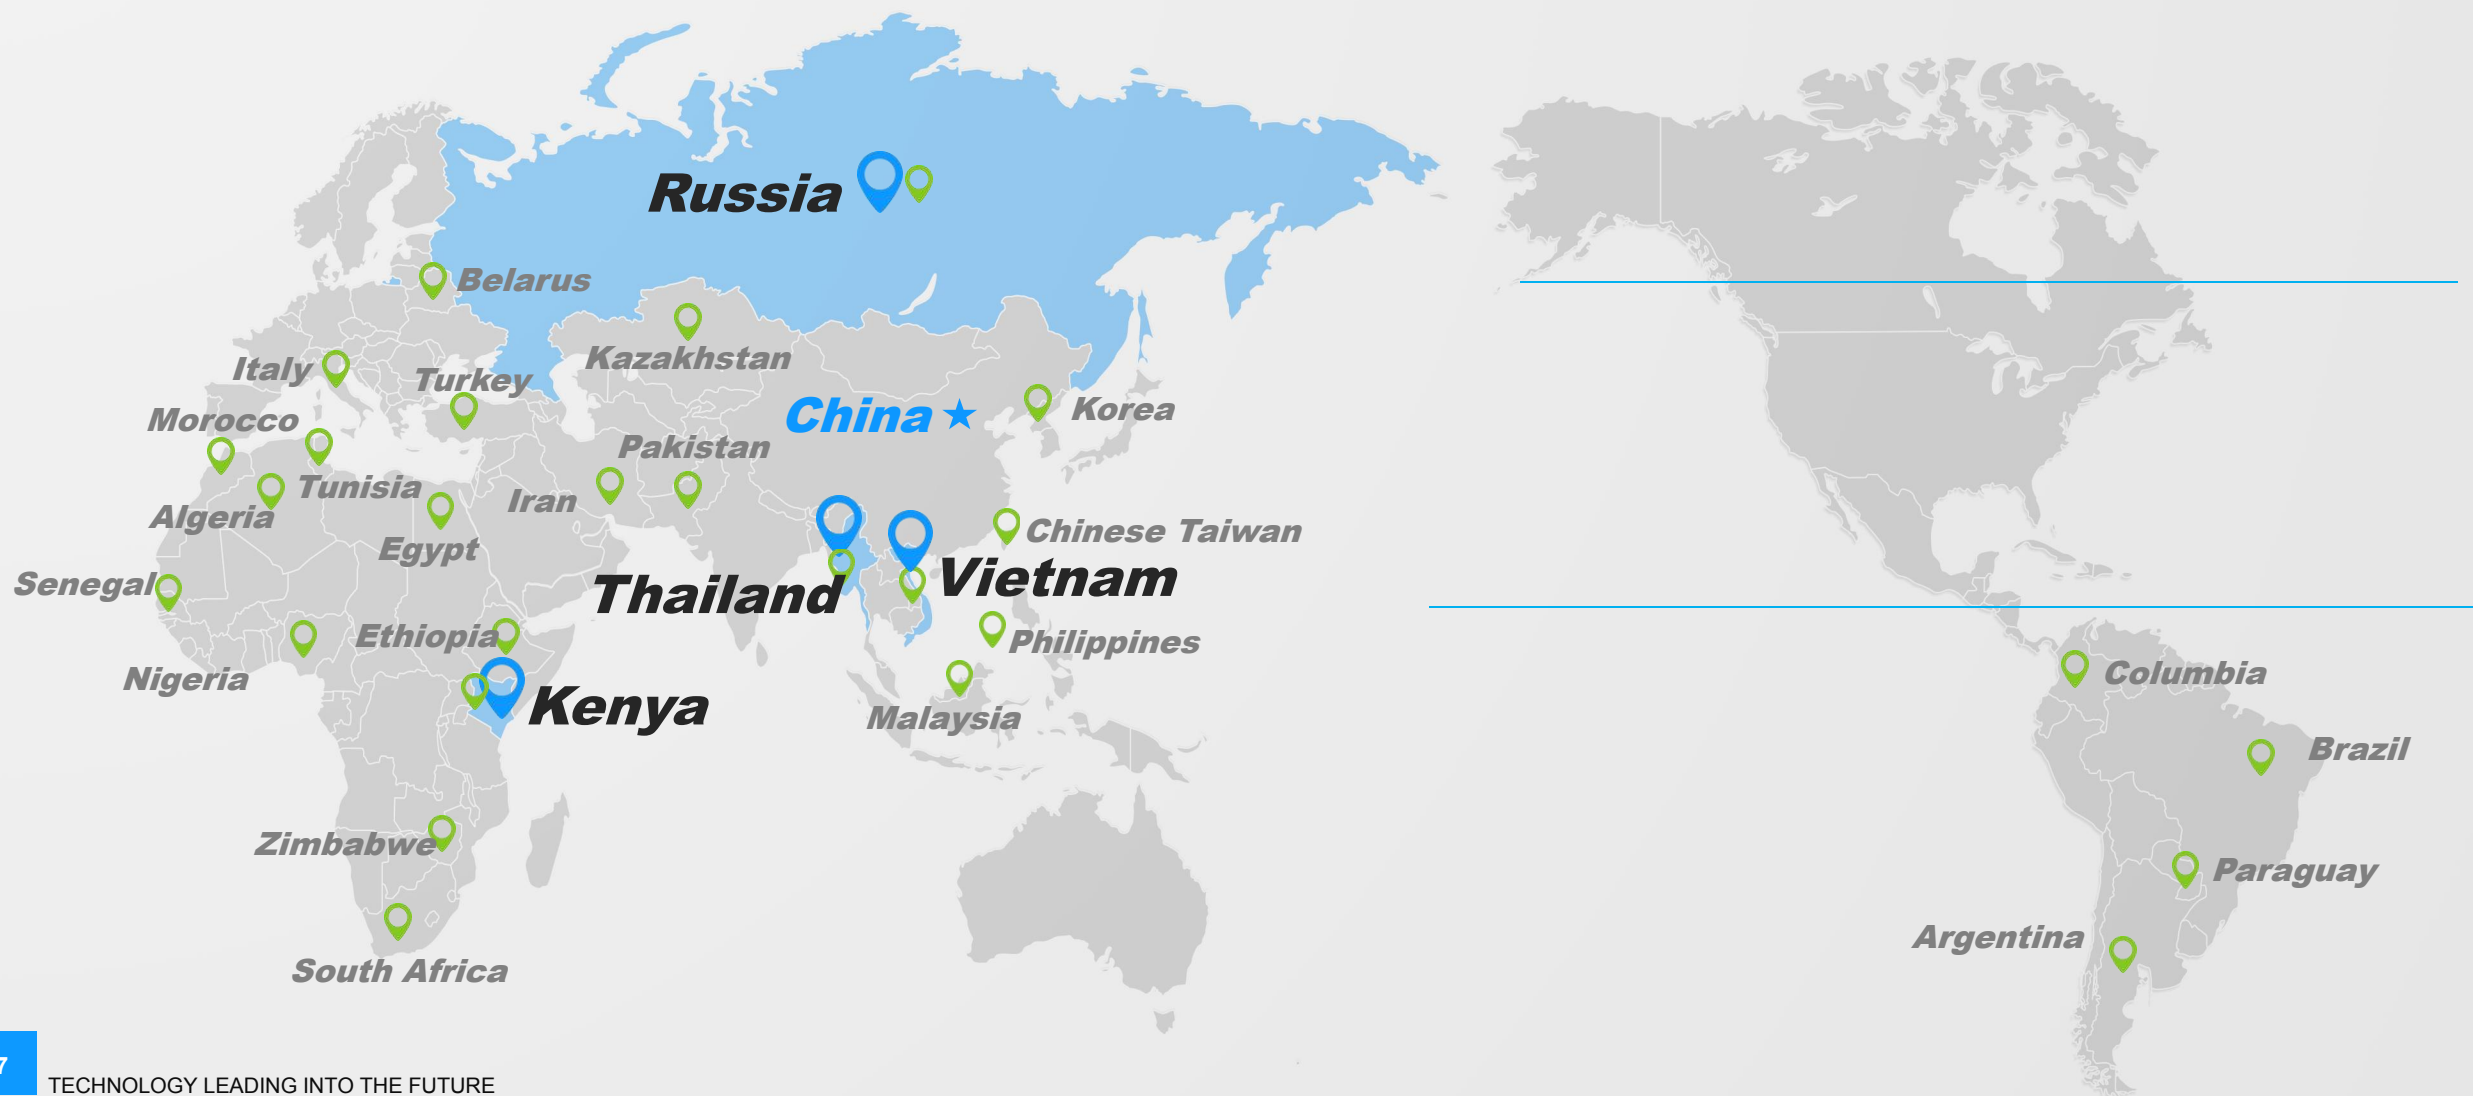 Russia
Belarus
Kazakhstan
Italy
Turkey
China
Korea
Morocco
Pakistan
Tunisia
Iran
Algeria
Chinese Taiwan
Egypt
Vietnam
Senegal
Thailand
Ethiopia
Philippines
Columbia
Nigeria
Kenya
Malaysia
Brazil
Zimbabwe
Paraguay
Argentina
South Africa
7
TECHNOLOGY LEADING INTO THE FUTURE